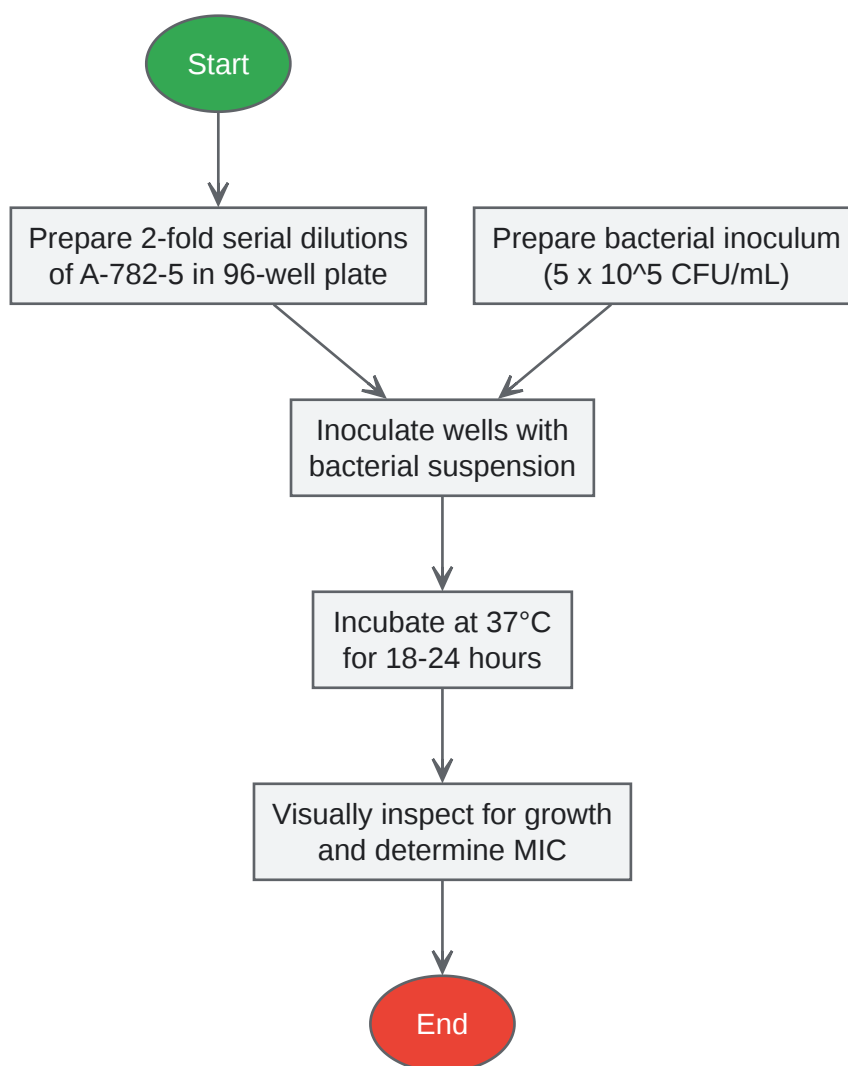 Start
Prepare 2-fold serial dilutions
of A-782-5 in 96-well plate
Prepare bacterial inoculum
(5 x 10^5 CFU/mL)
Inoculate wells with
bacterial suspension
Incubate at 37°C
for 18-24 hours
Visually inspect for growth
and determine MIC
End